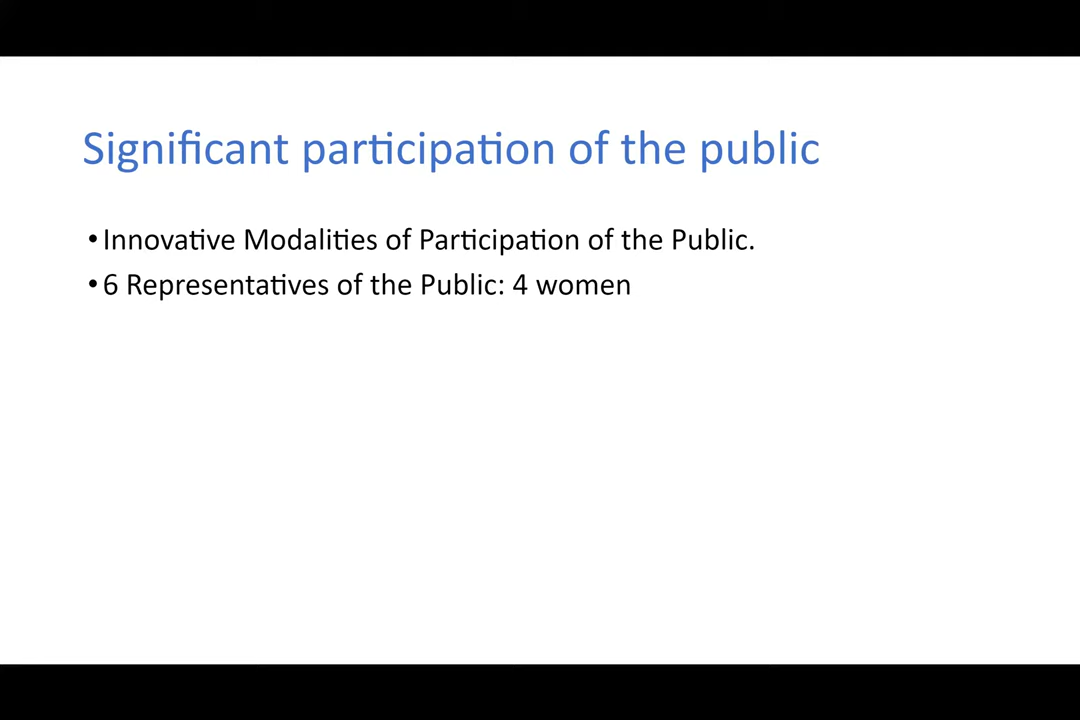 Significant participation of the public
•Innovative Modalities of Participation of the Public.
•6 Representatives of the Public: 4 women